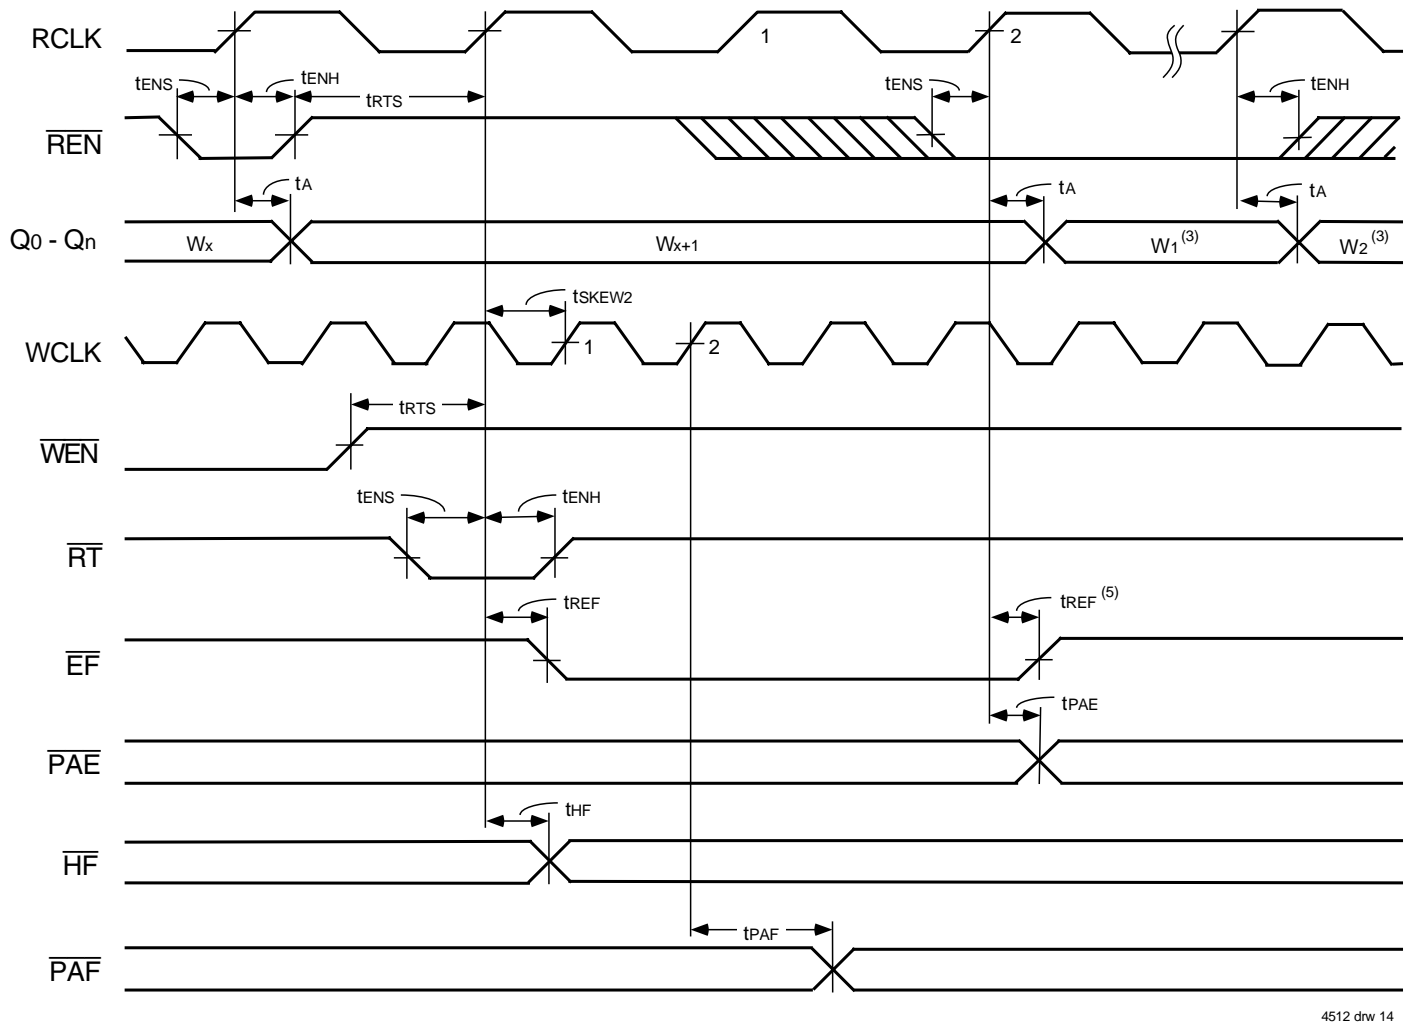 RCLK 1 2
tENS tENH tRTS tENS tENH
REN
tA tA tA
Q0 - Qn Wx Wx+1 W1 (3) W2 (3)
tSKEW2
WCLK 1 2
tRTS
WEN
tENS tENH
RT
tREF tREF (5)
EF
tPAE
PAE
tHF
HF
tPAF
PAF
4512 drw 14